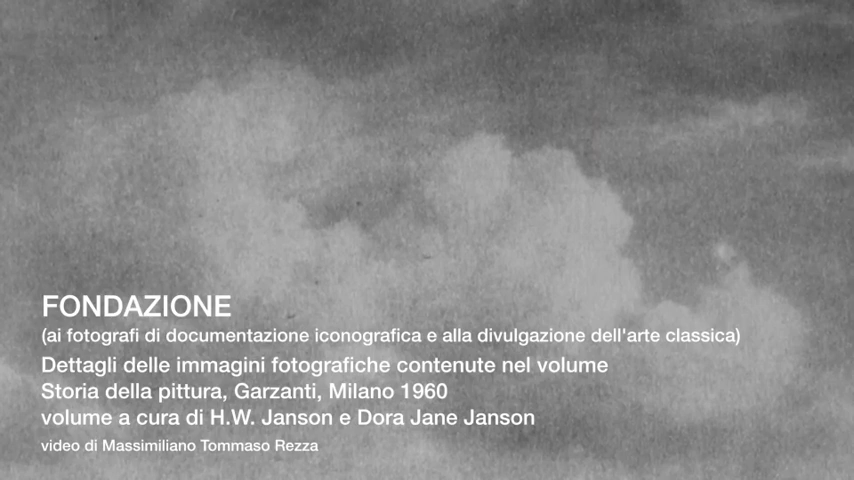 FONDAZIONE
(ai fotografi di documentazione iconografica e alla divulgazione dell'arte classica)
Dettagli delle immagini fotografiche contenute nel volume
Storia della pittura, Garzanti, Milano 1960
volume a cura di H.W. Janson e Dora Jane Janson
video di Massimiliano Tommaso Rezza